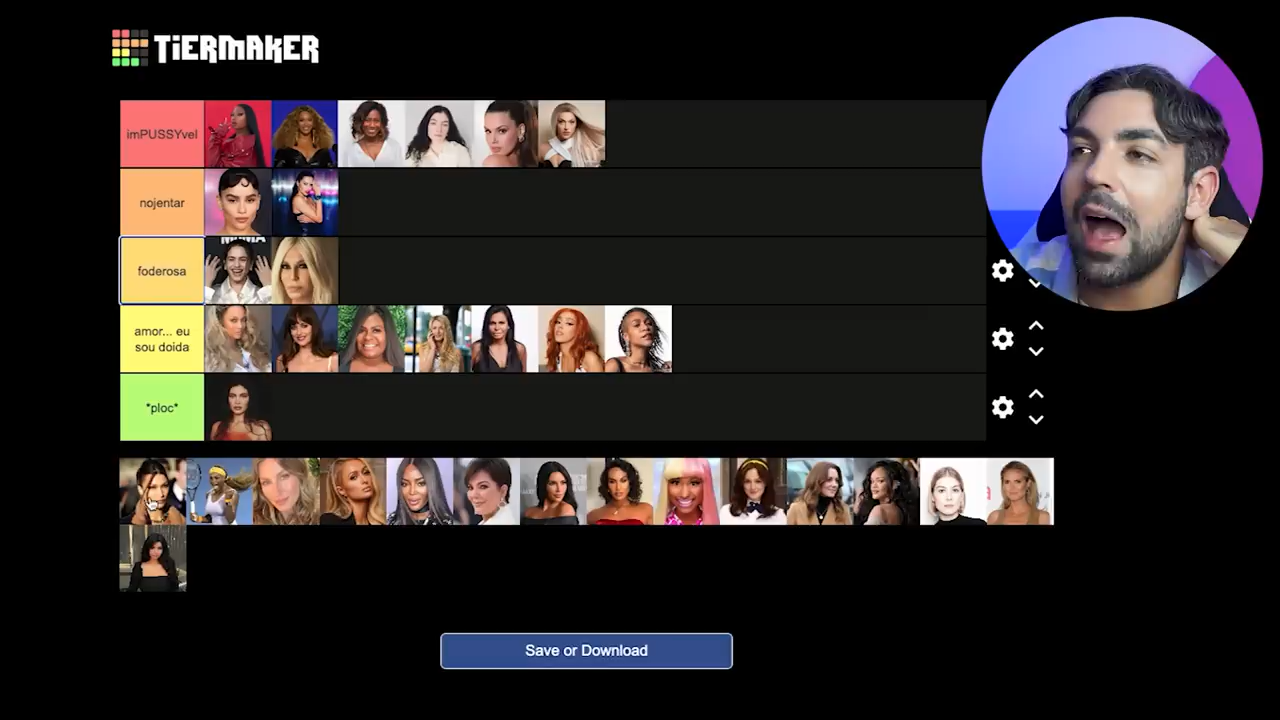 TiERMAKER
imPUSSYvel
nojentar
foderosa
amor... eu
sou doida
*ploc*
Save or Download